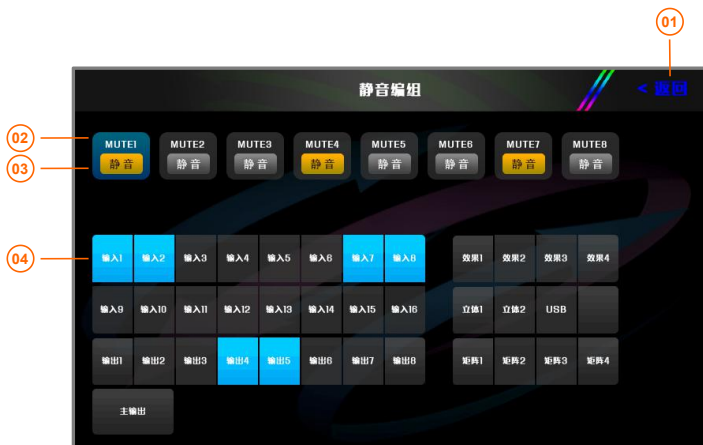 01
静音编组
< 返回
02
MUTE1 MUTE2 MUTE3 MUTE4 MUTE5 MUTE6 MUTE7 MUTE8
03
静音 静音 静音 静音 静音 静音 静音 静音
04
输入1 输入2 输入3 输入4 输入5 输入6 输入7 输入8 效果1 效果2 效果3 效果4
输入9 输入10 输入11 输入12 输入13 输入14 输入15 输入16 立体1 立体2 USB
输出1 输出2 输出3 输出4 输出5 输出6 输出7 输出8 矩阵1 矩阵2 矩阵3 矩阵4
主输出